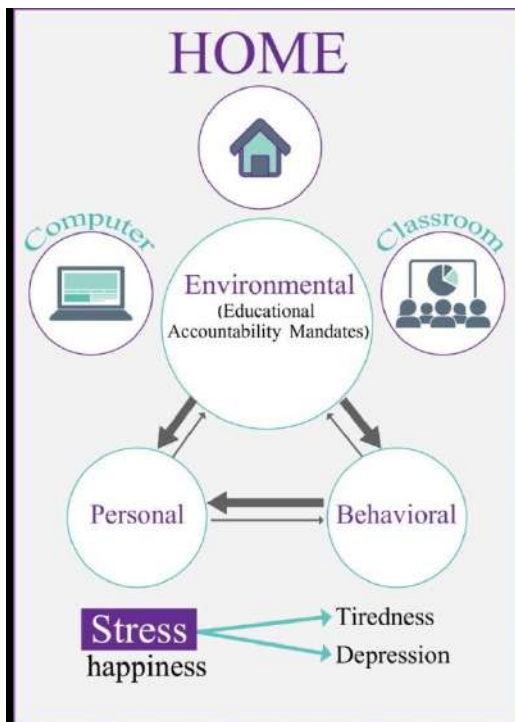 HOME
Computer
Classroom
Environmental
(Educational
Accountability Mandates)
Personal
Behavioral
Stress
happiness
Tiredness
Depression